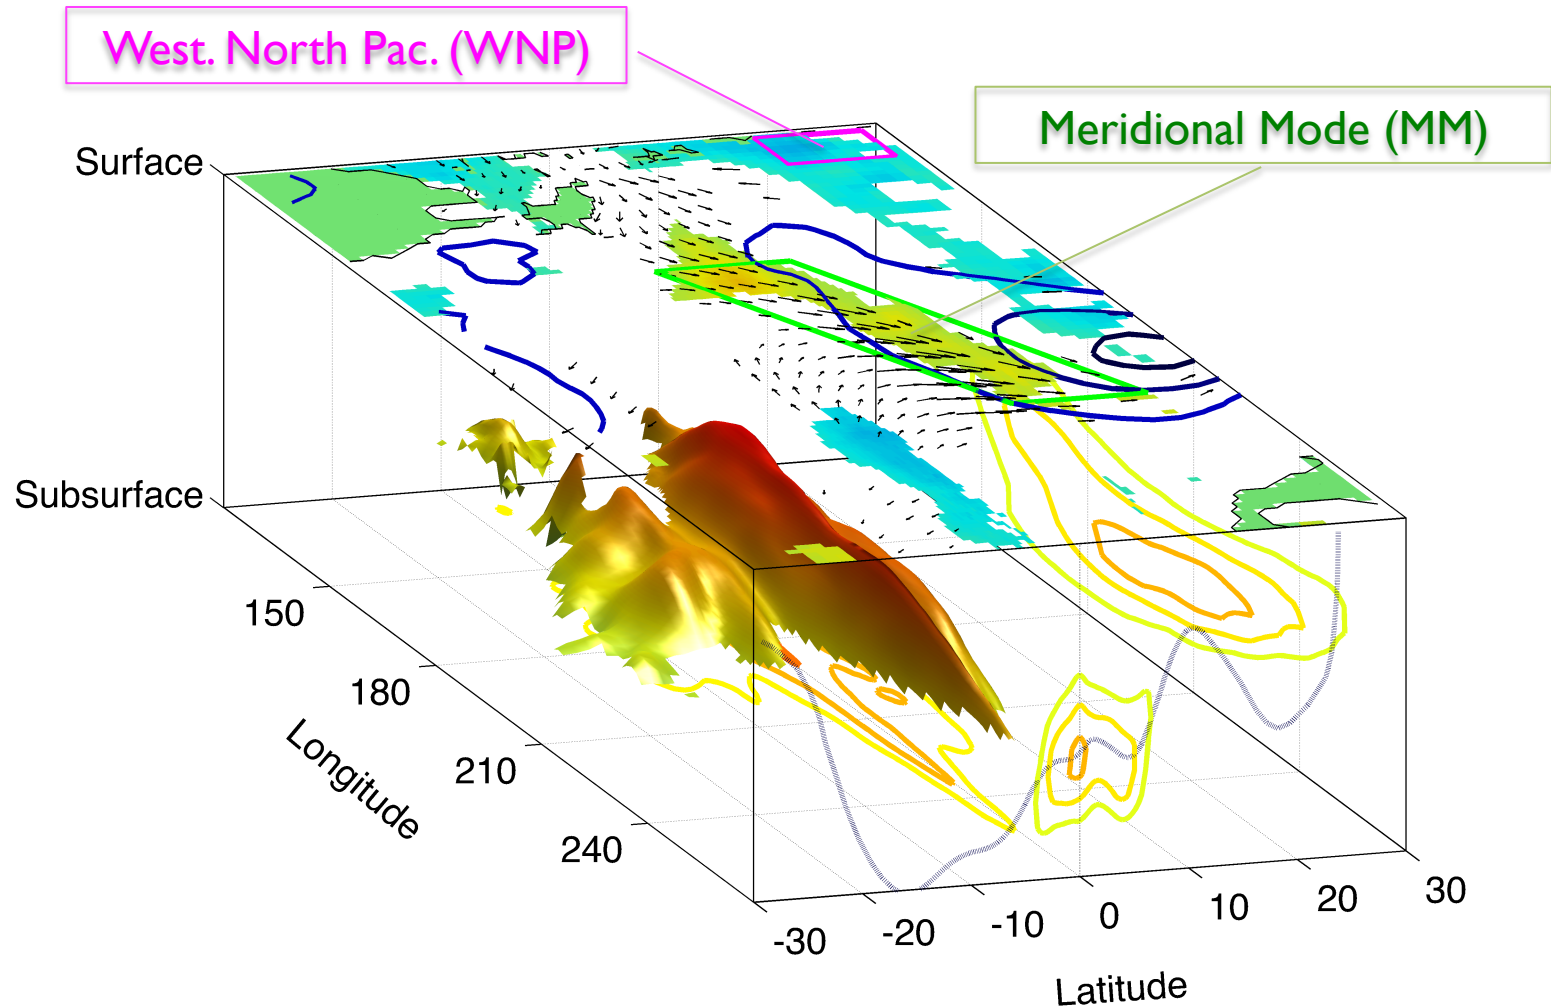 West. North Pac. (WNP)
Meridional Mode (MM)
Surface
Subsurface
150
180
210
240
Longitude
-30
-20
-10
0
10
20
30
Latitude